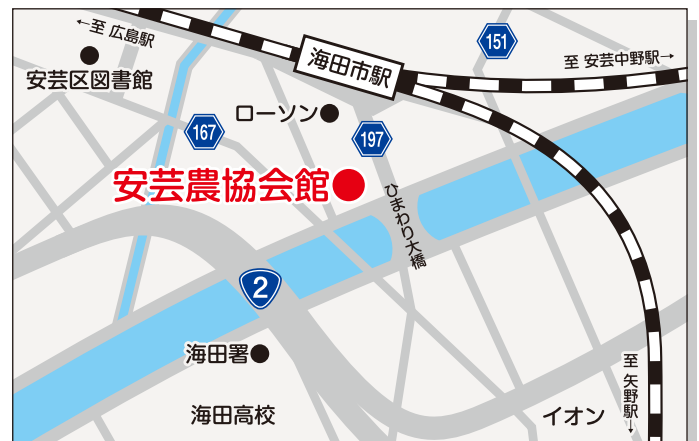 ←至 広島駅
151
至 安芸中野駅→
海田市駅
安芸区図書館
ローソン
167
197
安芸農協会館
ひまわり大橋
2
海田署
至 矢野駅→
海田高校
イオン